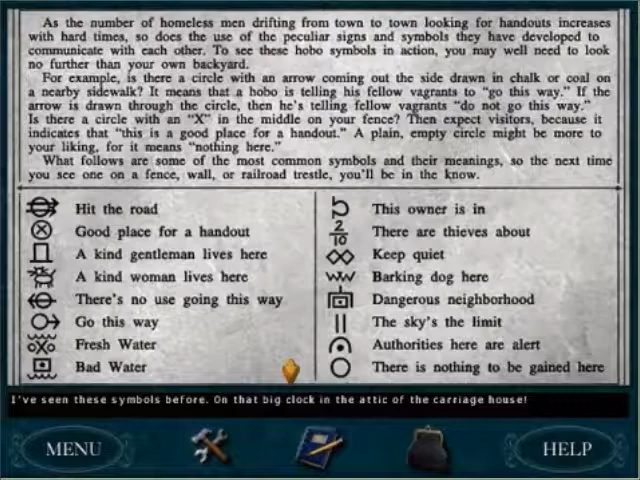 As the number of homeless men drifting from town to town looking for handouts increases
with hard times, so does the use of the peculiar signs and symbols they have developed to
communicate with each other. To see these hobo symbols in action, you may well need to look
no further than your own backyard.
For example, is there a circle with an arrow coming out the side drawn in chalk or coal on
a nearby sidewalk? It means that a hobo is telling his fellow vagrants to “go this way.” If the
arrow is drawn through the circle, then he's telling fellow vagrants “do not go this way.”
Is there a circle with an “X” in the middle on your fence? Then expect visitors, because it
indicates that “this is a good place for a handout.” A plain, empty circle might be more to
your liking, for it means “nothing here.”
What follows are some of the most common symbols and their meanings, so the next time
you see one on a fence, wall, or railroad trestle, you'll be in the know.
Hit the road
Good place for a handout
A kind gentleman lives here
A kind woman lives here
There's no use going this way
Go this way
Fresh Water
Bad Water
This owner is in
2/10 There are thieves about
Keep quiet
Barking dog here
Dangerous neighborhood
The sky's the limit
Authorities here are alert
There is nothing to be gained here
I've seen these symbols before. On that big clock in the attic of the carriage house!
MENU
HELP